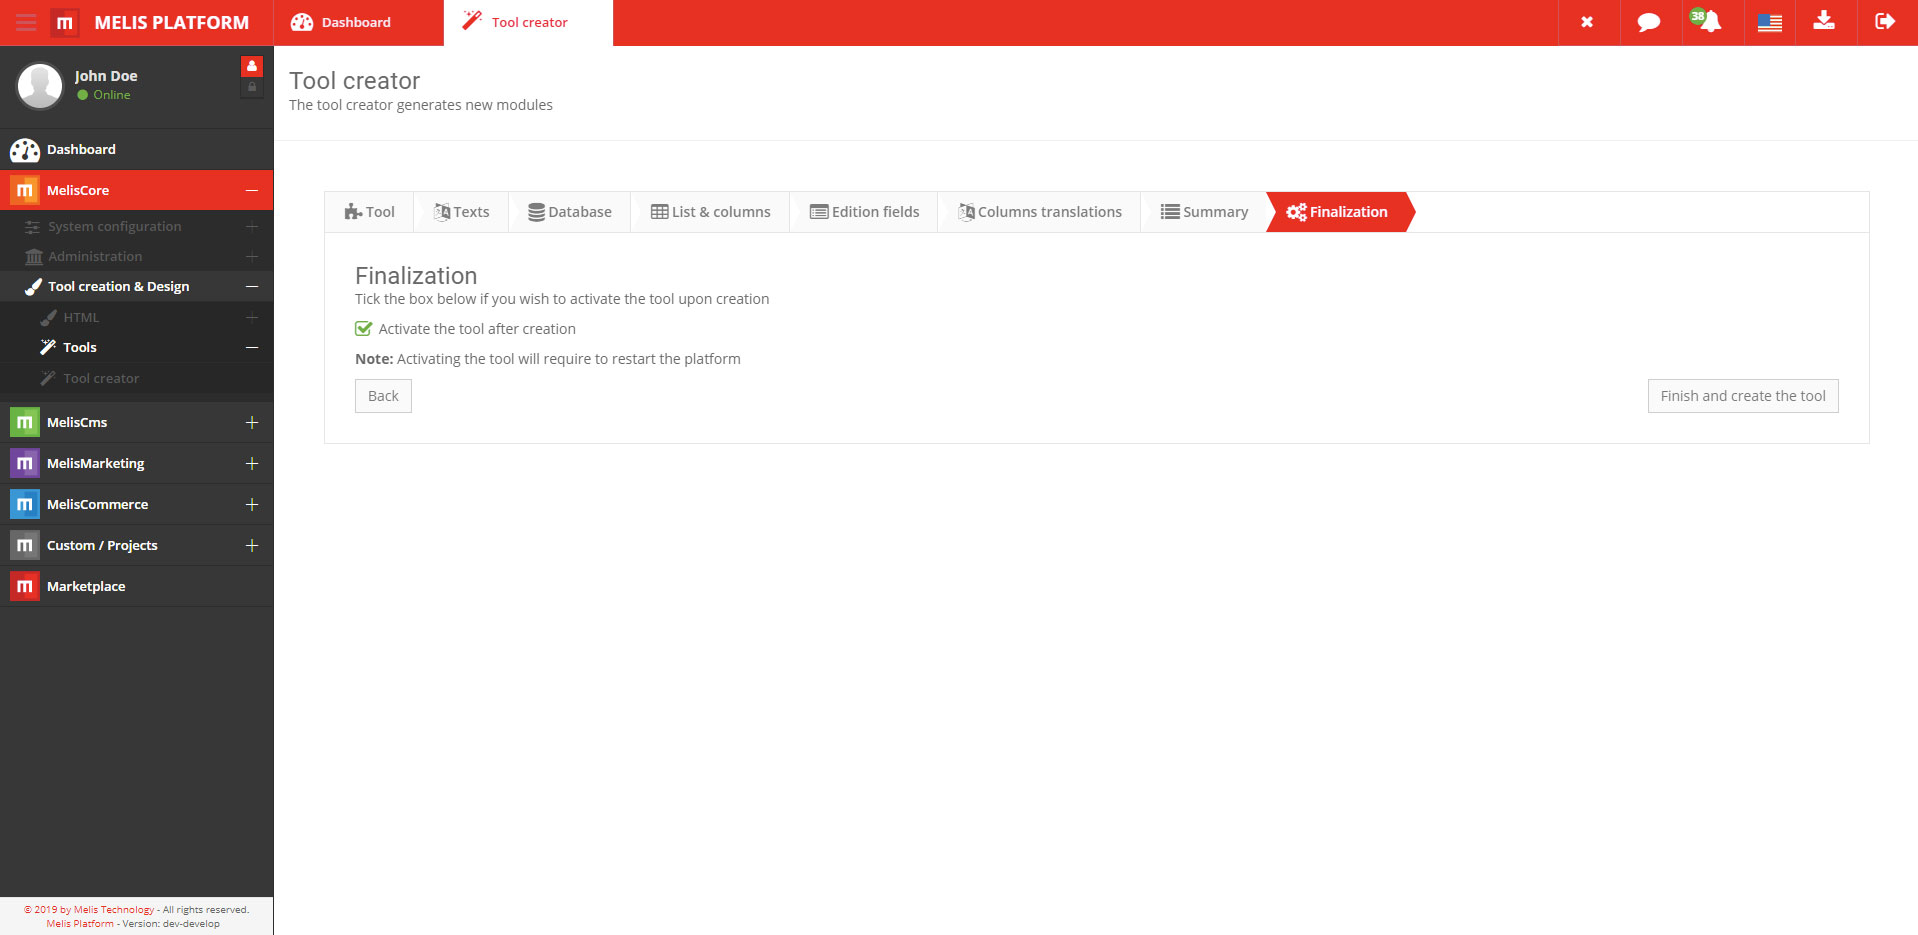 MELIS PLATFORM
Dashboard
Tool creator
38
John Doe
Online
Dashboard
MelisCore
System configuration
Administration
Tool creation & Design
HTML
Tools
Tool creator
MelisCms
MelisMarketing
MelisCommerce
Custom / Projects
Marketplace
© 2019 by Melis Technology - All rights reserved.
Melis Platform - Version: dev-develop
Tool creator
The tool creator generates new modules
Tool
Texts
Database
List & columns
Edition fields
Columns translations
Summary
Finalization
Finalization
Tick the box below if you wish to activate the tool upon creation
Activate the tool after creation
Note: Activating the tool will require to restart the platform
Back
Finish and create the tool